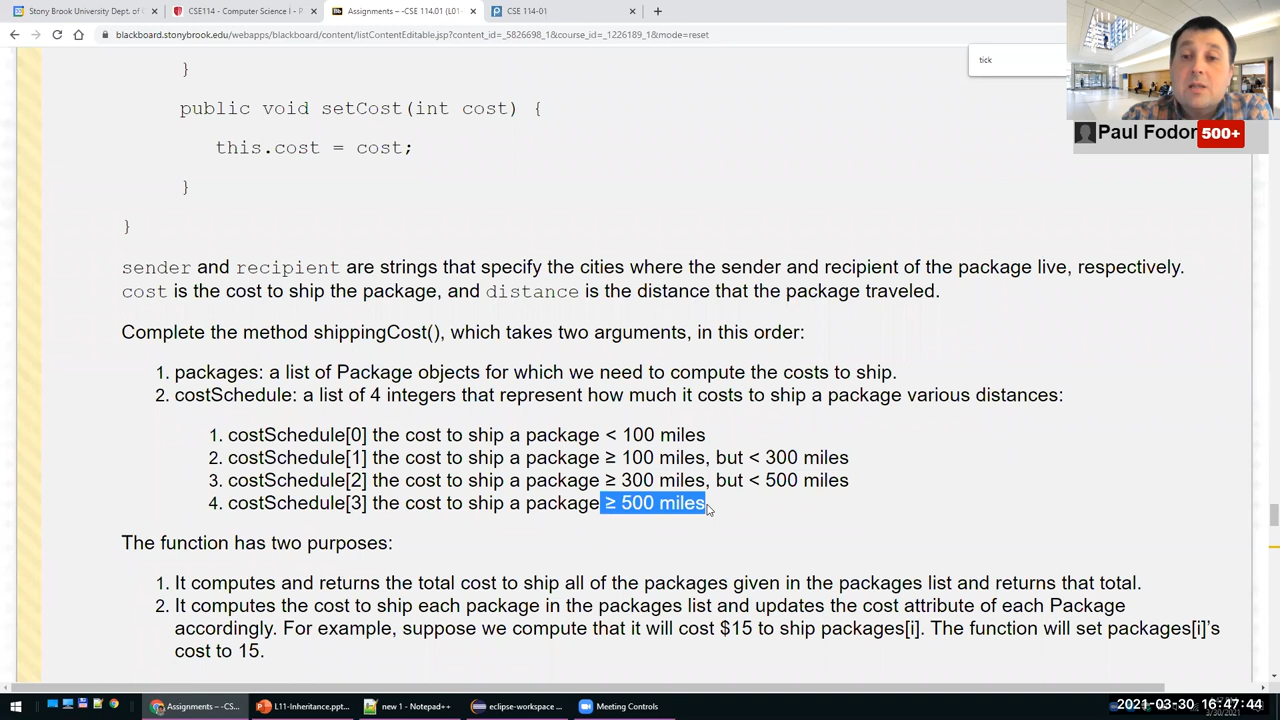 Stony Brook University Dept. of
CSE114 - Computer Science I - P
Assignments – -CSE 114.01 (L01-
CSE 114-01
blackboard.stonybrook.edu/webapps/blackboard/content/listContentEditable.jsp?content_id=_5826698_1&course_id=_1226189_1&mode=reset
tick
Paul Fodor 500+
}
public void setCost(int cost) {
this.cost = cost;
}
}
sender and recipient are strings that specify the cities where the sender and recipient of the package live, respectively.
cost is the cost to ship the package, and distance is the distance that the package traveled.
Complete the method shippingCost(), which takes two arguments, in this order:
1. packages: a list of Package objects for which we need to compute the costs to ship.
2. costSchedule: a list of 4 integers that represent how much it costs to ship a package various distances:
1. costSchedule[0] the cost to ship a package < 100 miles
2. costSchedule[1] the cost to ship a package ≥ 100 miles, but < 300 miles
3. costSchedule[2] the cost to ship a package ≥ 300 miles, but < 500 miles
4. costSchedule[3] the cost to ship a package ≥ 500 miles
The function has two purposes:
1. It computes and returns the total cost to ship all of the packages given in the packages list and returns that total.
2. It computes the cost to ship each package in the packages list and updates the cost attribute of each Package
accordingly. For example, suppose we compute that it will cost $15 to ship packages[i]. The function will set packages[i]’s
cost to 15.
Assignments – -CS...
L11-Inheritance.ppt...
new 1 - Notepad++
eclipse-workspace ...
Meeting Controls
2021-03-30 16:47:44
3/30/2021